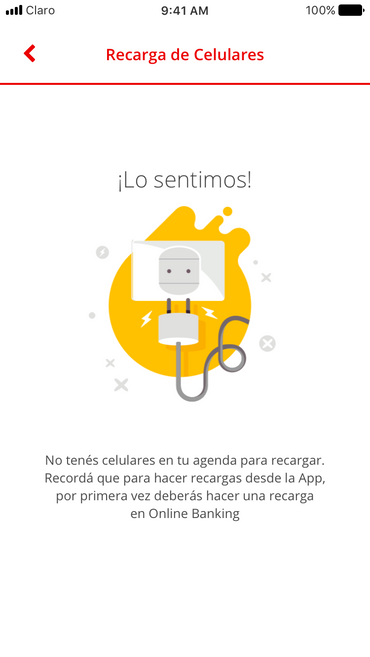 Claro 9:41 AM 100%
Recarga de Celulares
¡Lo sentimos!
No tenés celulares en tu agenda para recargar.
Recordá que para hacer recargas desde la App,
por primera vez deberás hacer una recarga
en Online Banking